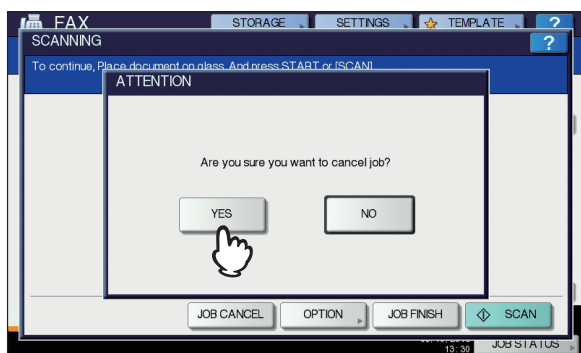 FAX STORAGE SETTINGS TEMPLATE ?
SCANNING ?
To continue, Place document on glass. And press START or [SCAN]
ATTENTION
Are you sure you want to cancel job?
YES NO
JOB CANCEL OPTION JOB FINISH SCAN
13:30 JOB STATUS